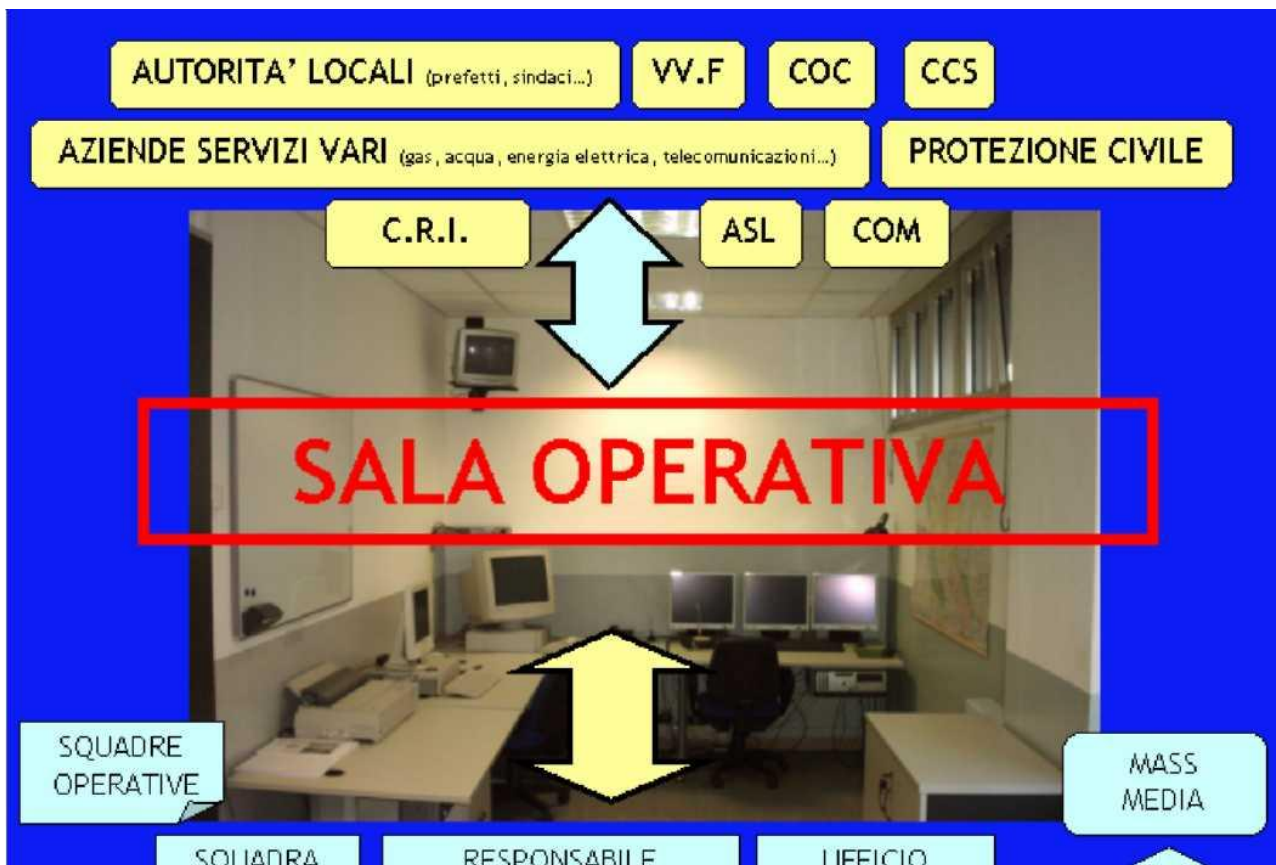 AUTORITA' LOCALI (prefetti, sindaci...) VV.F COC CCS
AZIENDE SERVIZI VARI (gas, acqua, energia elettrica, telecomunicazioni...) PROTEZIONE CIVILE
C.R.I. ASL COM
SALA OPERATIVA
SQUADRE
OPERATIVE
MASS
MEDIA
SQUADRA RESPONSABILE UFFICIO